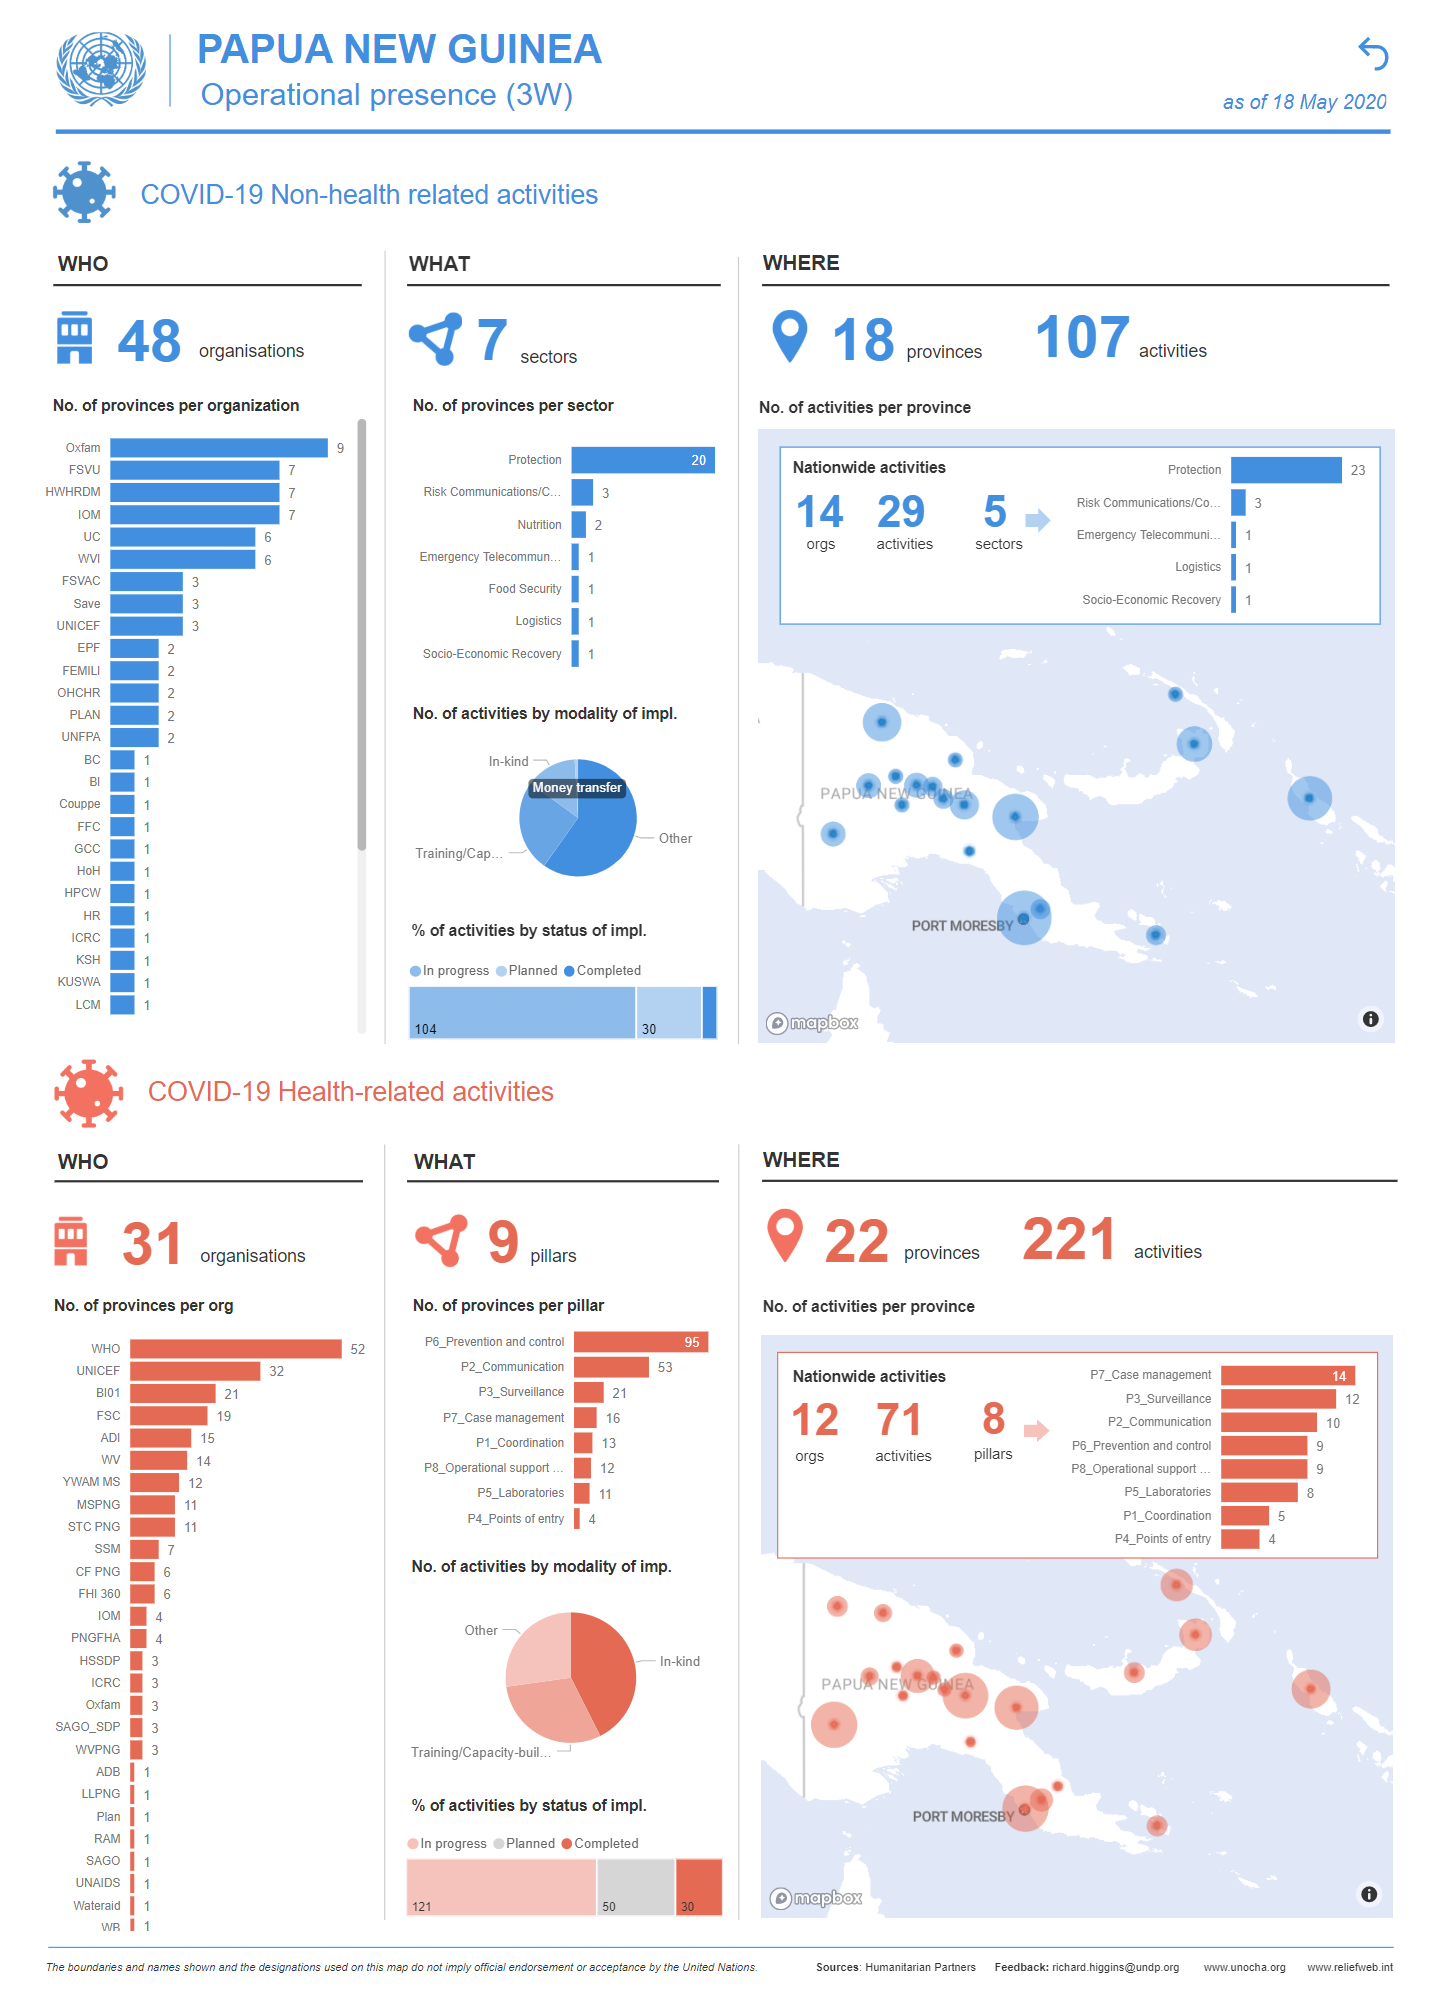 PAPUA NEW GUINEA
Operational presence (3W)
as of 18 May 2020
COVID-19 Non-health related activities
WHO
48 organisations
No. of provinces per organization
Oxfam 9
FSVU 7
HWHRDM 7
IOM 7
UC 6
WVI 6
FSVAC 3
Save 3
UNICEF 3
EPF 2
FEMILI 2
OHCHR 2
PLAN 2
UNFPA 2
BC 1
BI 1
Couppe 1
FFC 1
GCC 1
HoH 1
HPCW 1
HR 1
ICRC 1
KSH 1
KUSWA 1
LCM 1
WHAT
7 sectors
No. of provinces per sector
Protection 20
Risk Communications/C... 3
Nutrition 2
Emergency Telecommun... 1
Food Security 1
Logistics 1
Socio-Economic Recovery 1
No. of activities by modality of impl.
In-kind
Money transfer
Other
Training/Cap...
% of activities by status of impl.
In progress Planned Completed
104 30
WHERE
18 provinces 107 activities
No. of activities per province
Nationwide activities
14 orgs
29 activities
5 sectors
Protection 23
Risk Communications/Co... 3
Emergency Telecommuni... 1
Logistics 1
Socio-Economic Recovery 1
PAPUA NEW GUINEA
PORT MORESBY
mapbox
COVID-19 Health-related activities
WHO
31 organisations
No. of provinces per org
WHO 52
UNICEF 32
BI01 21
FSC 19
ADI 15
WV 14
YWAM MS 12
MSPNG 11
STC PNG 11
SSM 7
CF PNG 6
FHI 360 6
IOM 4
PNGFHA 4
HSSDP 3
ICRC 3
Oxfam 3
SAGO_SDP 3
WVPNG 3
ADB 1
LLPNG 1
Plan 1
RAM 1
SAGO 1
UNAIDS 1
Wateraid 1
WB 1
WHAT
9 pillars
No. of provinces per pillar
P6_Prevention and control 95
P2_Communication 53
P3_Surveillance 21
P7_Case management 16
P1_Coordination 13
P8_Operational support ... 12
P5_Laboratories 11
P4_Points of entry 4
No. of activities by modality of imp.
Other
In-kind
Training/Capacity-buil...
% of activities by status of impl.
In progress Planned Completed
121 50 30
WHERE
22 provinces 221 activities
No. of activities per province
Nationwide activities
12 orgs
71 activities
8 pillars
P7_Case management 14
P3_Surveillance 12
P2_Communication 10
P6_Prevention and control 9
P8_Operational support ... 9
P5_Laboratories 8
P1_Coordination 5
P4_Points of entry 4
PAPUA NEW GUINEA
PORT MORESBY
mapbox
The boundaries and names shown and the designations used on this map do not imply official endorsement or acceptance by the United Nations.
Sources: Humanitarian Partners Feedback: richard.higgins@undp.org www.unocha.org www.reliefweb.int